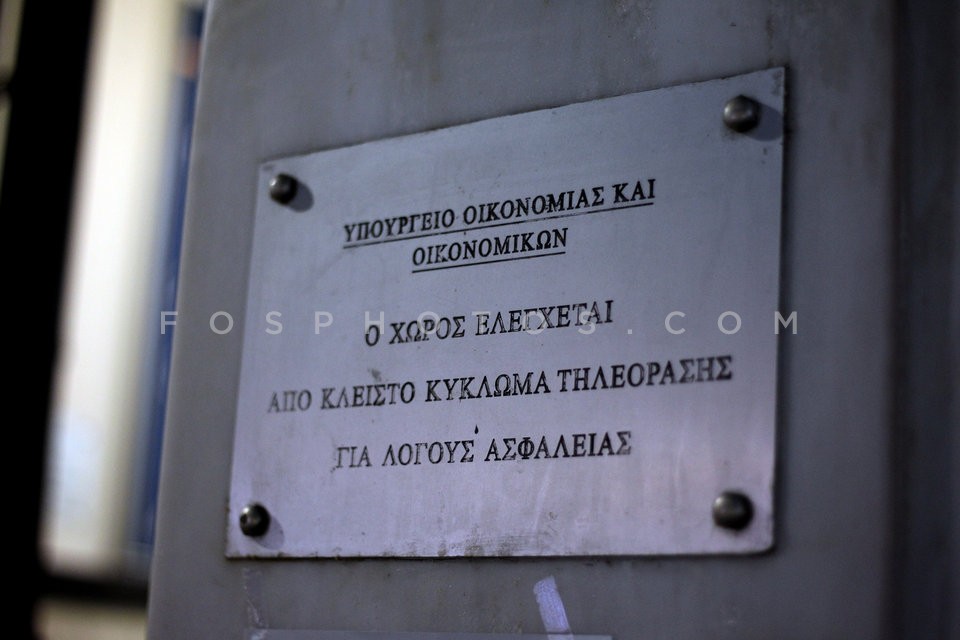 ΥΠΟΥΡΓΕΙΟ ΟΙΚΟΝΟΜΙΑΣ ΚΑΙ
ΟΙΚΟΝΟΜΙΚΩΝ
Ο ΧΩΡΟΣ ΕΛΕΓΧΕΤΑΙ
FOSPHOTOS.COM
ΑΠΟ ΚΛΕΙΣΤΟ ΚΥΚΛΩΜΑ ΤΗΛΕΟΡΑΣΗΣ
ΓΙΑ ΛΟΓΟΥΣ ΑΣΦΑΛΕΙΑΣ